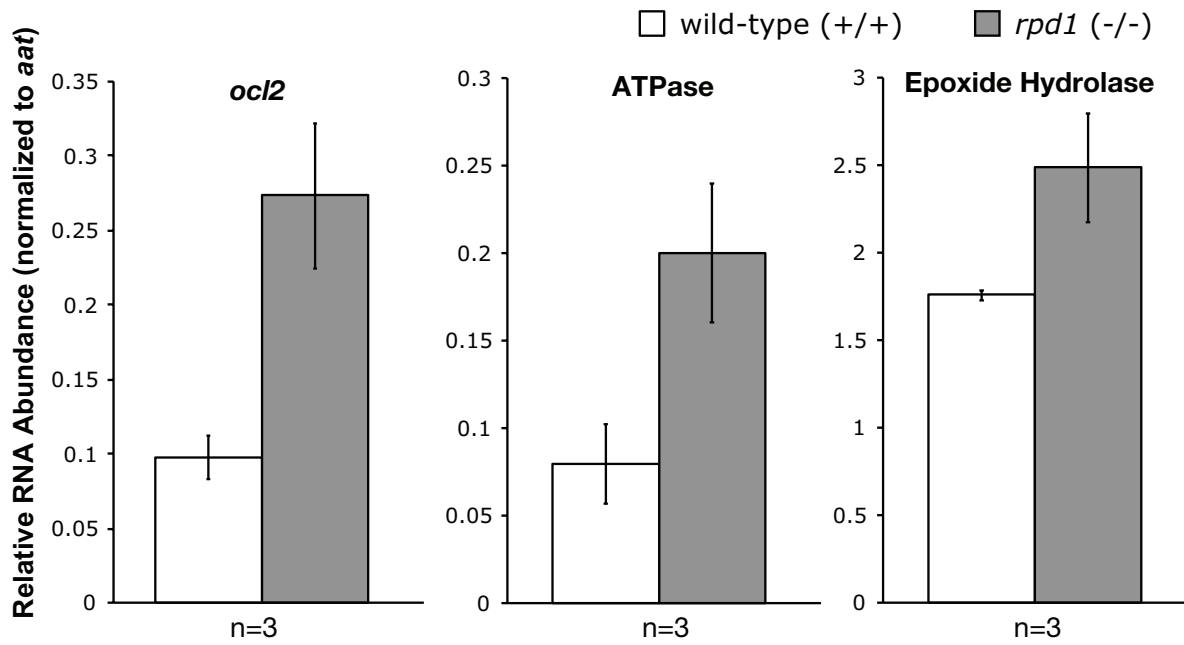 wild-type (+/+) rpd1 (-/-)
Relative RNA Abundance (normalized to aat)
ocl2
0.35
0.3
0.25
0.2
0.15
0.1
0.05
0
n=3
ATPase
0.3
0.25
0.2
0.15
0.1
0.05
0
n=3
Epoxide Hydrolase
3
2.5
2
1.5
1
0.5
0
n=3